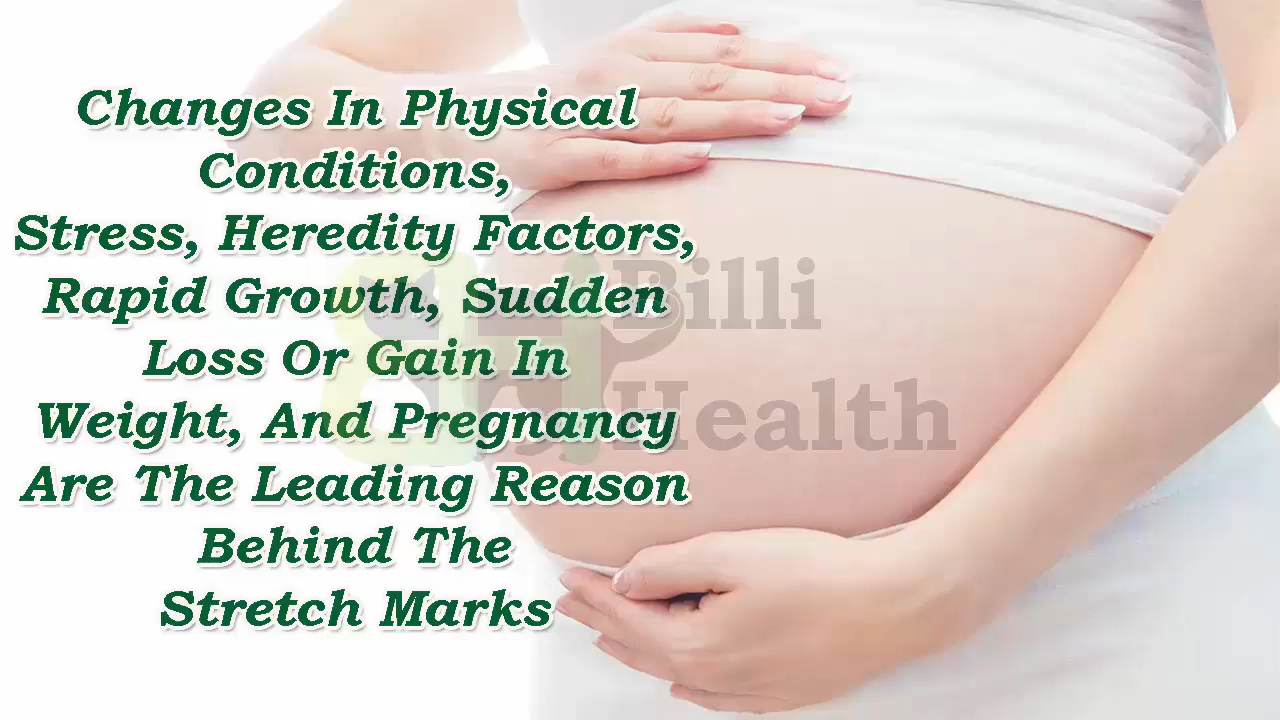 Changes In Physical
Conditions,
Stress, Heredity Factors,
Rapid Growth, Sudden
Loss Or Gain In
Weight, And Pregnancy
Are The Leading Reason
Behind The
Stretch Marks
Billi
Health